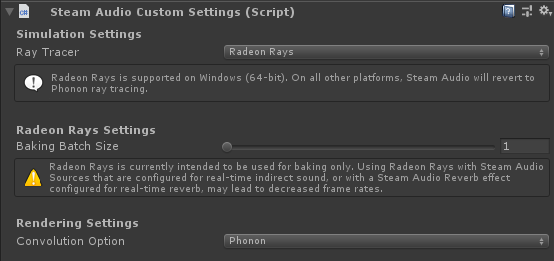 Steam Audio Custom Settings (Script)
Simulation Settings
Ray Tracer Radeon Rays
Radeon Rays is supported on Windows (64-bit). On all other platforms, Steam Audio will revert to
Phonon ray tracing.
Radeon Rays Settings
Baking Batch Size 1
Radeon Rays is currently intended to be used for baking only. Using Radeon Rays with Steam Audio
Sources that are configured for real-time indirect sound, or with a Steam Audio Reverb effect
configured for real-time reverb, may lead to decreased frame rates.
Rendering Settings
Convolution Option Phonon